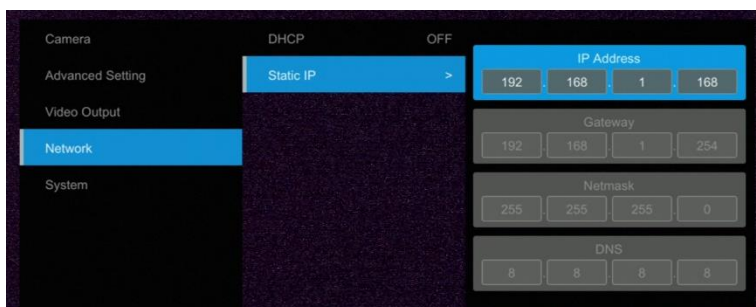 Camera
Advanced Setting
Video Output
Network
System
DHCP OFF
Static IP >
IP Address
192 . 168 . 1 . 168
Gateway
192 . 168 . 1 . 254
Netmask
255 . 255 . 255 . 0
DNS
8 . 8 . 8 . 8